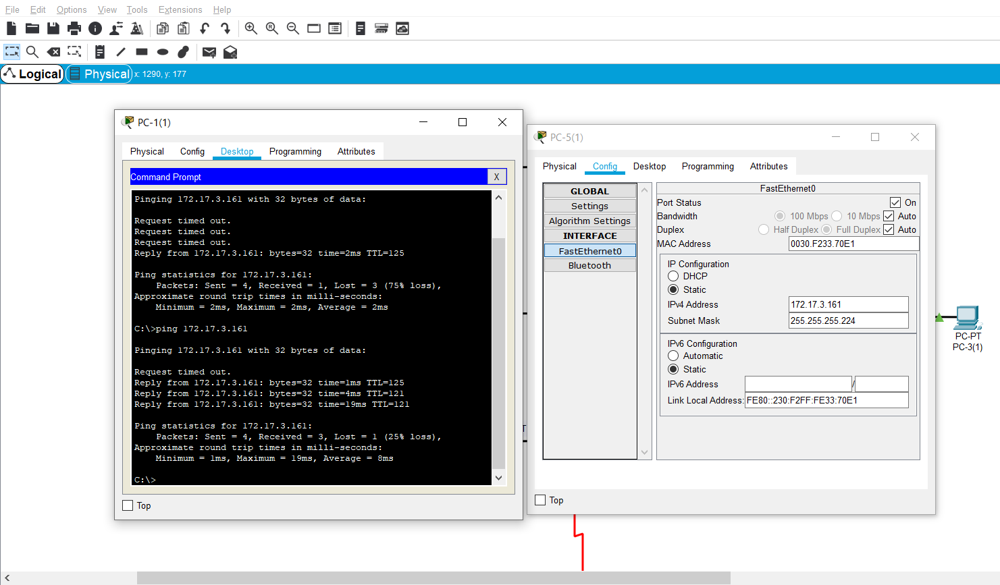 File Edit Options View Tools Extensions Help
Logical Physical x: 1290, y: 177
PC-1(1)
Physical Config Desktop Programming Attributes
Command Prompt X
Pinging 172.17.3.161 with 32 bytes of data:
Request timed out.
Request timed out.
Request timed out.
Reply from 172.17.3.161: bytes=32 time=2ms TTL=125
Ping statistics for 172.17.3.161:
Packets: Sent = 4, Received = 1, Lost = 3 (75% loss),
Approximate round trip times in milli-seconds:
Minimum = 2ms, Maximum = 2ms, Average = 2ms
C:\>ping 172.17.3.161
Pinging 172.17.3.161 with 32 bytes of data:
Request timed out.
Reply from 172.17.3.161: bytes=32 time=1ms TTL=125
Reply from 172.17.3.161: bytes=32 time=4ms TTL=121
Reply from 172.17.3.161: bytes=32 time=19ms TTL=121
Ping statistics for 172.17.3.161:
Packets: Sent = 4, Received = 3, Lost = 1 (25% loss),
Approximate round trip times in milli-seconds:
Minimum = 1ms, Maximum = 19ms, Average = 8ms
C:\>
Top
T
PC-5(1)
Physical Config Desktop Programming Attributes
GLOBAL
Settings
Algorithm Settings
INTERFACE
FastEthernet0
Bluetooth
FastEthernet0
Port Status On
Bandwidth 100 Mbps 10 Mbps Auto
Duplex Half Duplex Full Duplex Auto
MAC Address 0030.F233.70E1
IP Configuration
DHCP
Static
IPv4 Address 172.17.3.161
Subnet Mask 255.255.255.224
IPv6 Configuration
Automatic
Static
IPv6 Address /
Link Local Address: FE80::230:F2FF:FE33:70E1
Top
PC-PT
PC-3(1)